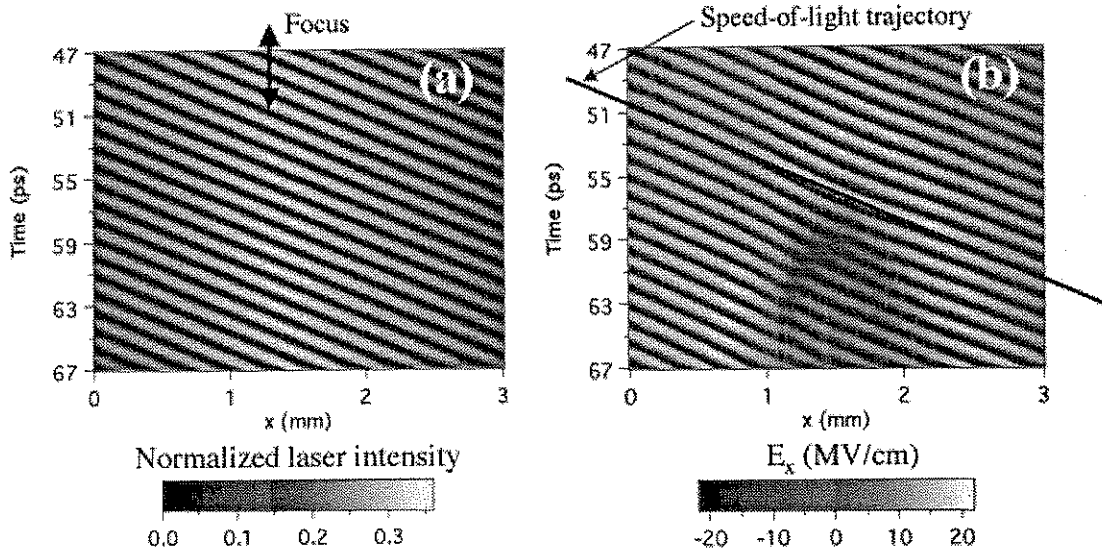 Focus
Speed-of-light trajectory
(a)
(b)
47
51
55
59
63
67
Time (ps)
0 1 2 3
x (mm)
47
51
55
59
63
67
Time (ps)
0 1 2 3
x (mm)
Normalized laser intensity
0.0 0.1 0.2 0.3
Ex (MV/cm)
-20 -10 0 10 20